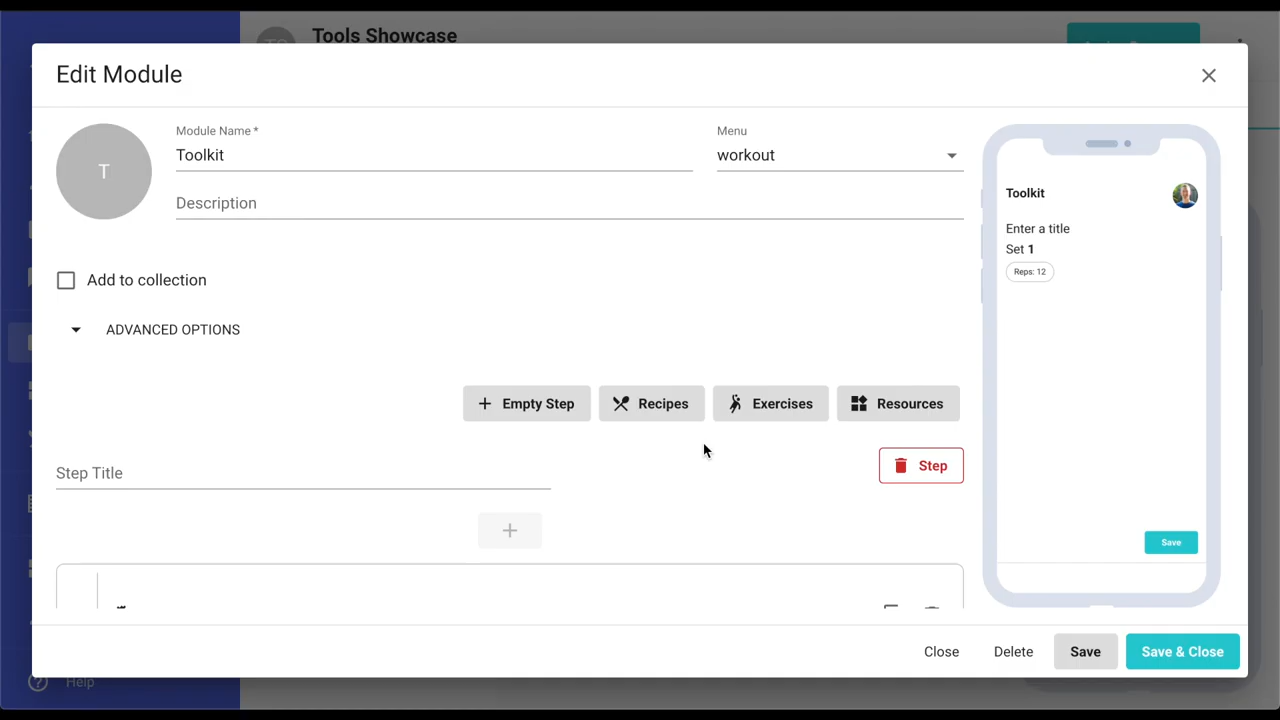 Tools Showcase
Edit Module
T
Module Name *
Toolkit
Menu
workout
Description
Add to collection
ADVANCED OPTIONS
Empty Step
Recipes
Exercises
Resources
Step Title
Step
Toolkit
Enter a title
Set 1
Reps: 12
Save
Close
Delete
Save
Save & Close
Help